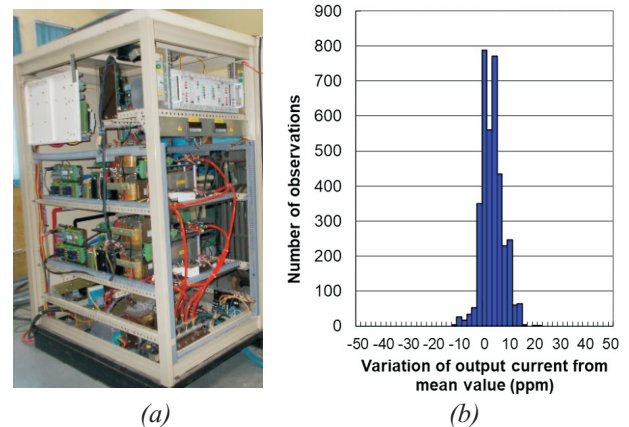 900
800
700
600
500
400
300
200
100
0
Number of observations
-50 -40 -30 -20 -10 0 10 20 30 40 50
Variation of output current from
mean value (ppm)
(a)
(b)